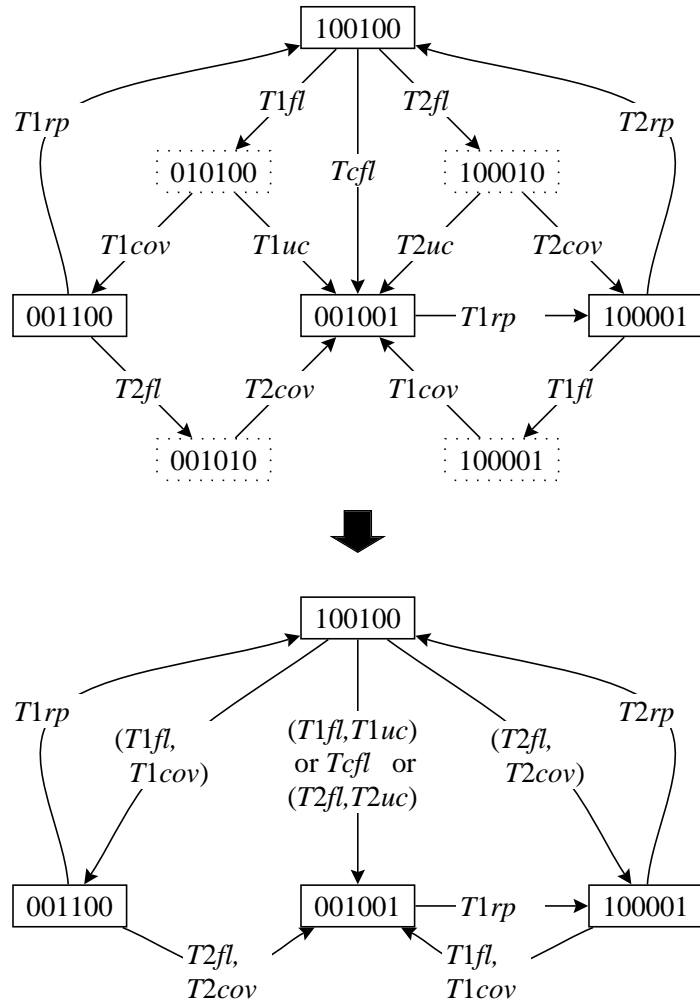 100100
T1fl T2fl
T1rp Tcfl T2rp
010100 100010
T1cov T1uc T2uc T2cov
001100 001001 T1rp 100001
T2fl T2cov T1cov T1fl
001010 100001
100100
T1rp T2rp
(T1fl, (T1fl,T1uc) (T2fl,
T1cov) or Tcfl or T2cov)
(T2fl,T2uc)
001100 001001 T1rp 100001
T2fl, T1fl,
T2cov T1cov